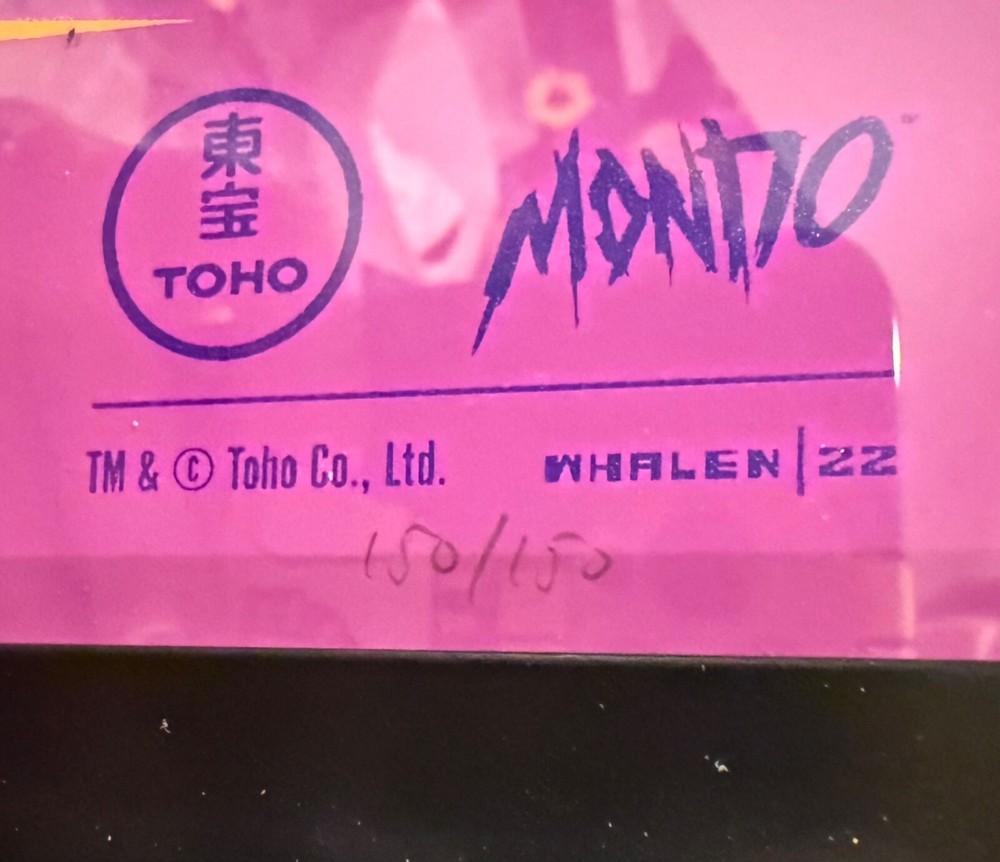 東宝
TOHO
MONDO
TM & © Toho Co., Ltd.
WHALEN|22
150/150